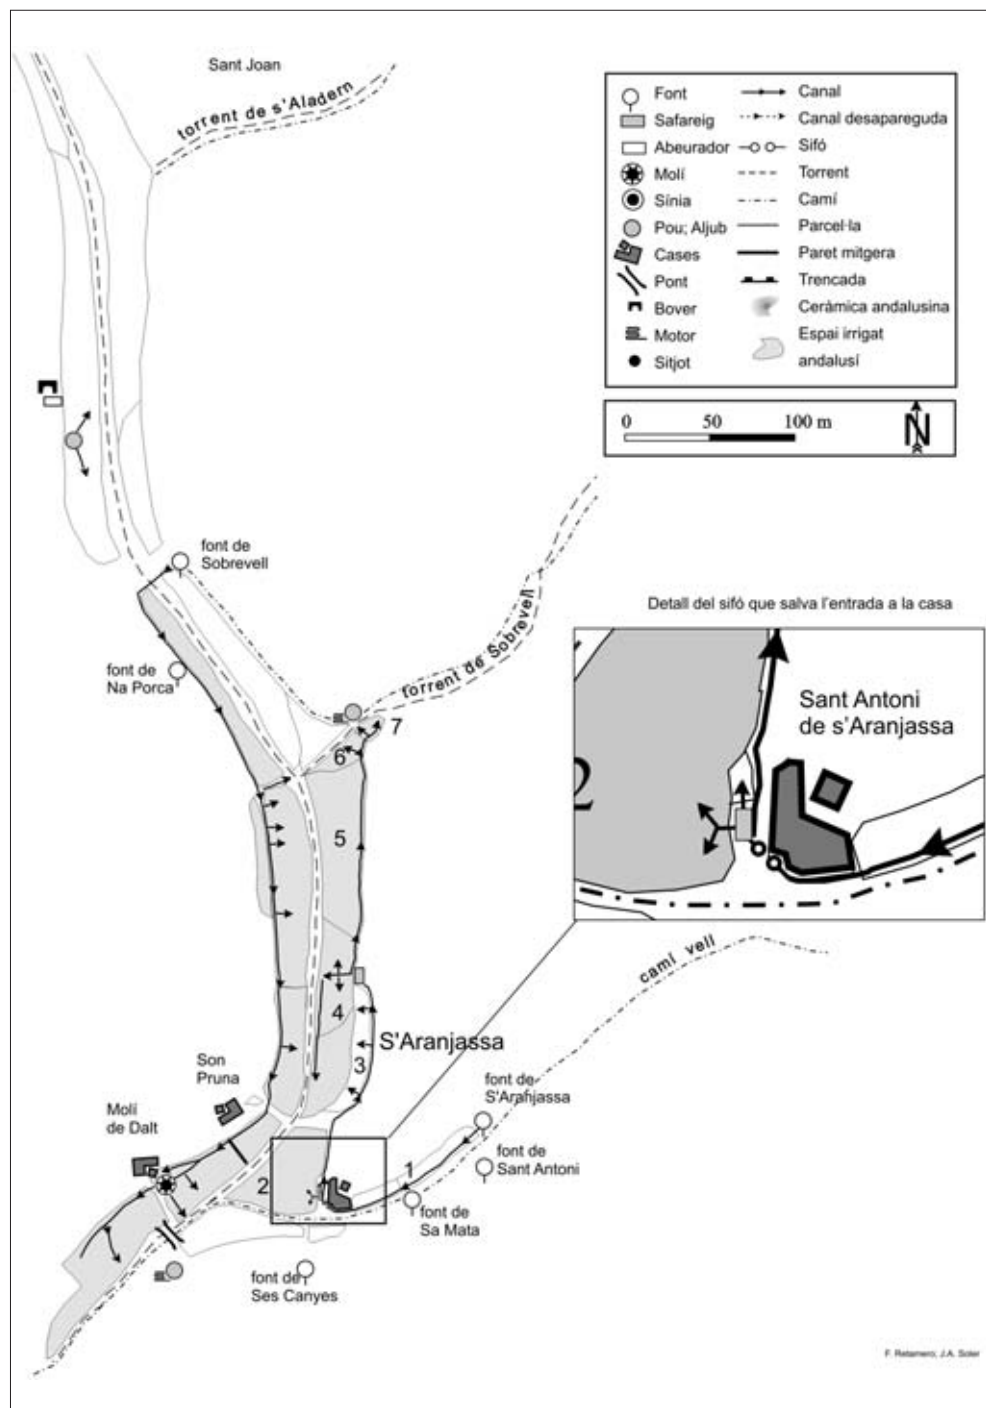 Sant Joan
torrent de s'Aladern
Font
Safareig
Abeurador
Molí
Sínia
Pou; Aljub
Cases
Pont
Bover
Motor
Sitjot
Canal
Canal desapareguda
Sifó
Torrent
Camí
Parcel·la
Paret mitgera
Trencada
Ceràmica andalusina
Espai irrigat
andalusí
0 50 100 m
N
font de
Sobrevell
font de
Na Porca
torrent de Sobrevell
7
6
5
4
3
S'Aranjassa
Detall del sifó que salva l'entrada a la casa
Sant Antoni
de s'Aranjassa
2
camí vell
Son
Pruna
Molí
de Dalt
font de
S'Aranjassa
font de
Sant Antoni
1
2
font de
Sa Mata
font de
Ses Canyes
F. Retamero; J.A. Soler